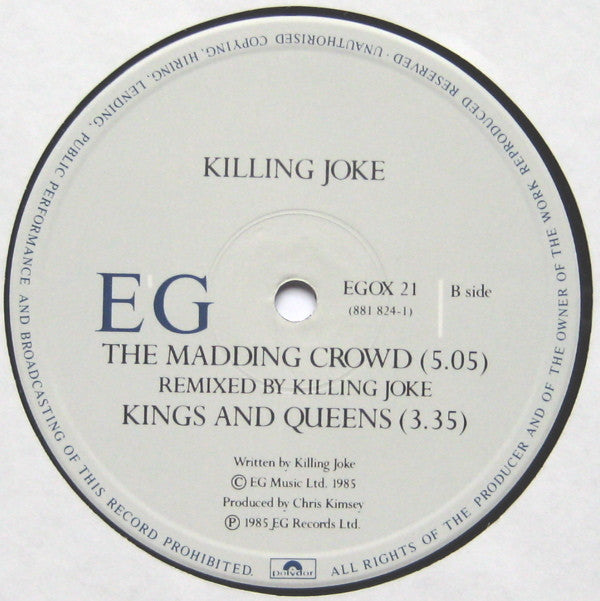 KILLING JOKE
EG
EGOX 21
(881 824-1)
B side
THE MADDING CROWD (5.05)
REMIXED BY KILLING JOKE
KINGS AND QUEENS (3.35)
Written by Killing Joke
Ⓒ EG Music Ltd. 1985
Produced by Chris Kimsey
Ⓟ 1985 EG Records Ltd.
polydor
ALL RIGHTS OF THE PRODUCER AND OF THE OWNER OF THE WORK REPRODUCED RESERVED · UNAUTHORISED COPYING, HIRING, LENDING, PUBLIC PERFORMANCE AND BROADCASTING OF THIS RECORD PROHIBITED.